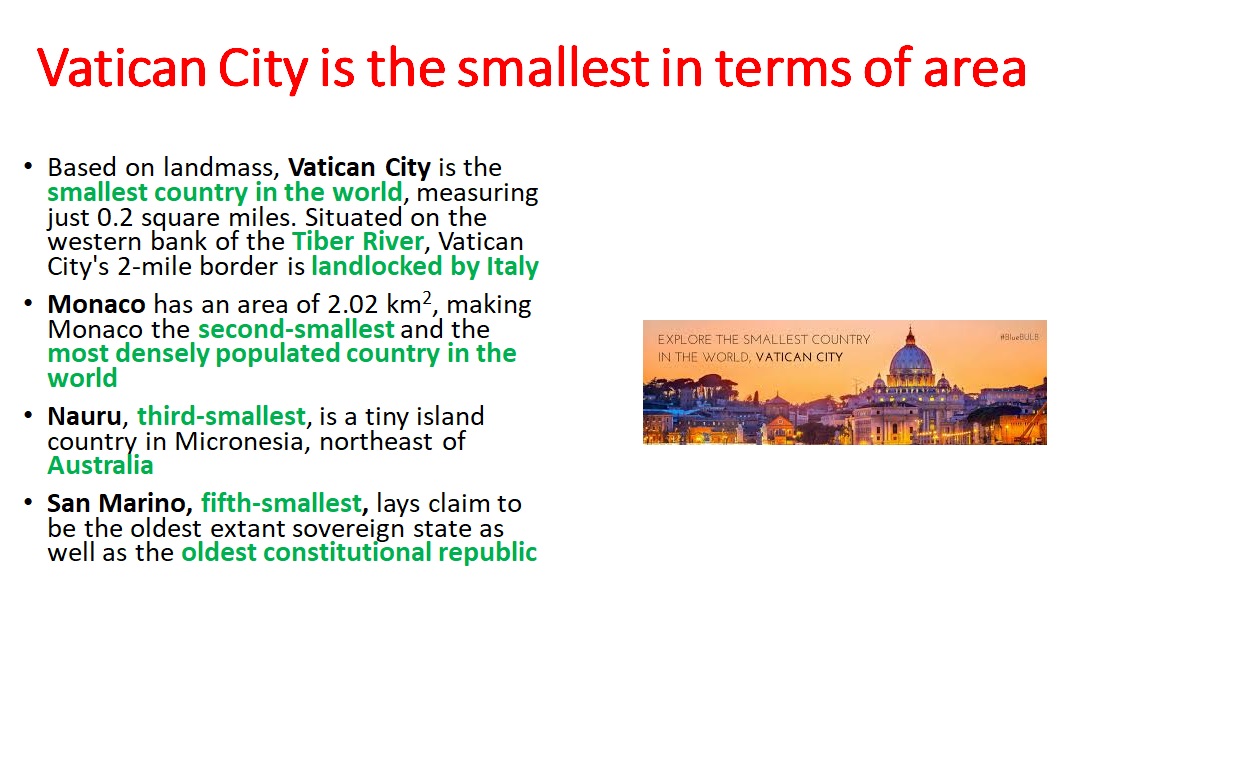 Vatican City is the smallest in terms of area
• Based on landmass, Vatican City is the
smallest country in the world, measuring
just 0.2 square miles. Situated on the
western bank of the Tiber River, Vatican
City's 2-mile border is landlocked by Italy
• Monaco has an area of 2.02 km², making
Monaco the second-smallest and the
most densely populated country in the
world
• Nauru, third-smallest, is a tiny island
country in Micronesia, northeast of
Australia
• San Marino, fifth-smallest, lays claim to
be the oldest extant sovereign state as
well as the oldest constitutional republic
EXPLORE THE SMALLEST COUNTRY
IN THE WORLD, VATICAN CITY
#BlueBULB